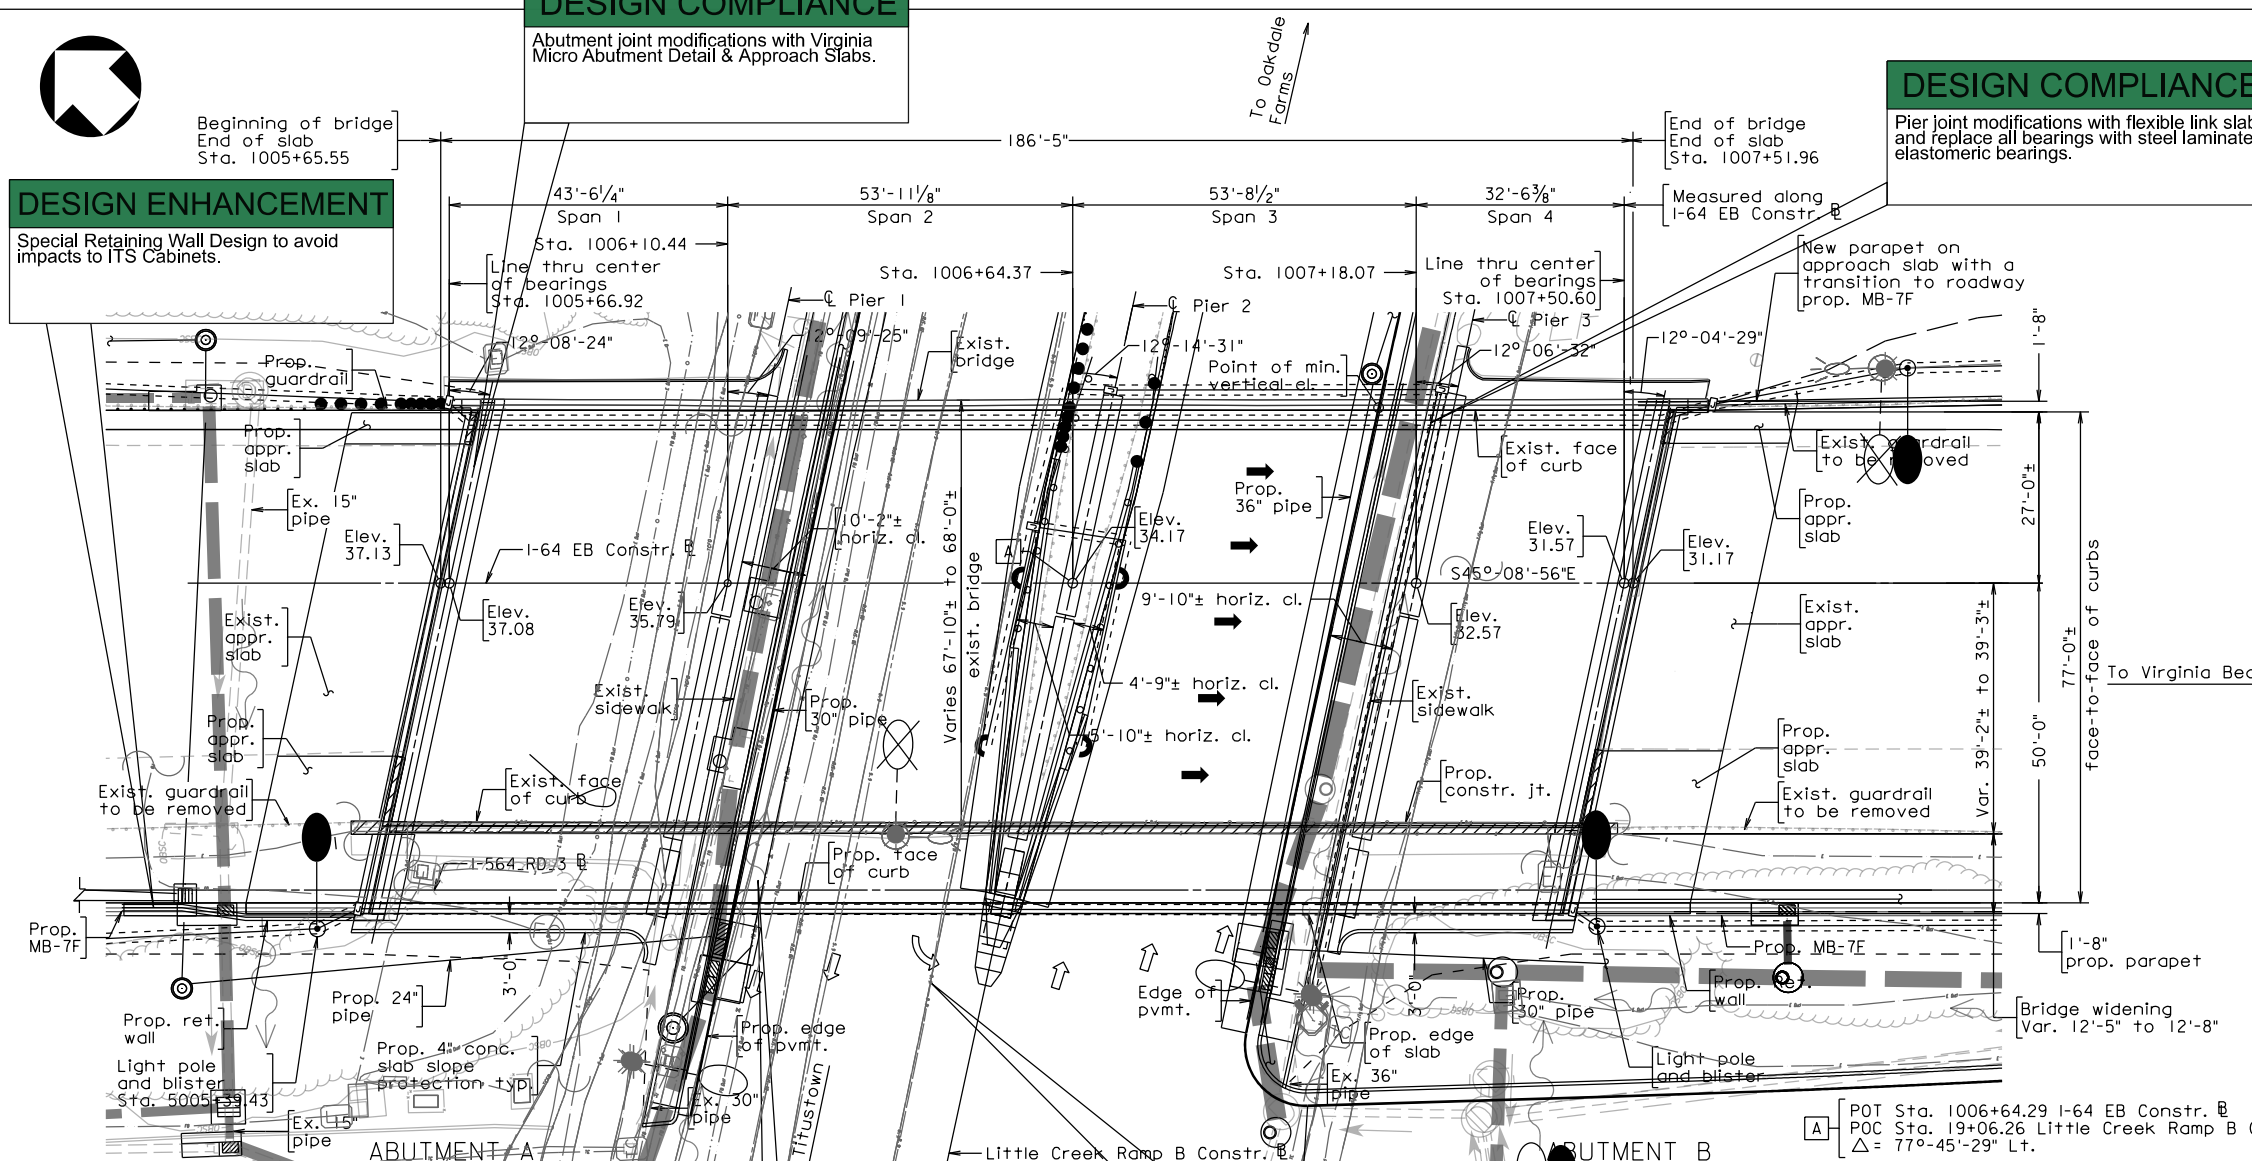 DESIGN COMPLIANCE
Abutment joint modifications with Virginia
Micro Abutment Detail & Approach Slabs.
To Oakdale
Farms
DESIGN COMPLIANCE
Pier joint modifications with flexible link slab
and replace all bearings with steel laminate
elastomeric bearings.
Beginning of bridge
End of slab
Sta. 1005+65.55
186'-5"
End of bridge
End of slab
Sta. 1007+51.96
DESIGN ENHANCEMENT
Special Retaining Wall Design to avoid
impacts to ITS Cabinets.
43'-6 1/4"
Span 1
53'-11 1/8"
Span 2
53'-8 1/2"
Span 3
32'-6 3/8"
Span 4
Measured along
I-64 EB Constr. B
Sta. 1006+10.44
Sta. 1006+64.37
Sta. 1007+18.07
Line thru center
of bearings
Sta. 1005+66.92
Line thru center
of bearings
Sta. 1007+50.60
New parapet on
approach slab with a
transition to roadway
prop. MB-7F
℄ Pier 1
℄ Pier 2
℄ Pier 3
12°-08'-24"
12°-09'-25"
Exist.
bridge
12°-14'-31"
Point of min.
vertical cl.
12°-06'-32"
12°-04'-29"
1'-8"
Prop.
guardrail
Prop.
appr.
slab
Ex. 15"
pipe
Elev.
37.13
I-64 EB Constr. B
10'-2"±
horiz. cl.
Varies 67'-10"± to 68'-0"±
exist. bridge
Elev.
34.17
A
Prop.
36" pipe
Exist. face
of curb
Exist. guardrail
to be removed
Prop.
appr.
slab
27'-0"±
Elev.
31.57
Elev.
31.17
S45°-08'-56"E
Elev.
37.08
Elev.
35.79
9'-10"± horiz. cl.
Elev.
32.57
Exist.
appr.
slab
Exist.
appr.
slab
Var. 39'-2"± to 39'-3"±
50'-0"
77'-0"±
face-to-face of curbs
To Virginia Bea
Exist.
sidewalk
Prop.
30" pipe
4'-9"± horiz. cl.
5'-10"± horiz. cl.
Exist.
sidewalk
Prop.
appr.
slab
Prop.
appr.
slab
Exist. guardrail
to be removed
Exist. face
of curb
Prop.
constr. jt.
Exist. guardrail
to be removed
I-564 RD_3 B
Prop. face
of curb
Prop.
MB-7F
Prop. MB-7F
1'-8"
prop. parapet
3'-0"
3'-0"
Prop. 24"
pipe
Edge of
pvmt.
Prop.
30" pipe
Prop. ret.
wall
Prop. ret.
wall
Prop. edge
of pvmt.
Prop. edge
of slab
Bridge widening
Var. 12'-5" to 12'-8"
Light pole
and blister
Sta. 5005+39.43
Prop. 4" conc.
slab slope
protection typ.
Light pole
and blister
Ex. 36"
pipe
Ex. 30"
pipe
Ex. 15"
pipe
Titustown
ABUTMENT A
Little Creek Ramp B Constr. B
ABUTMENT B
A
POT Sta. 1006+64.29 I-64 EB Constr. B
POC Sta. 19+06.26 Little Creek Ramp B C
△= 77°-45'-29" Lt.